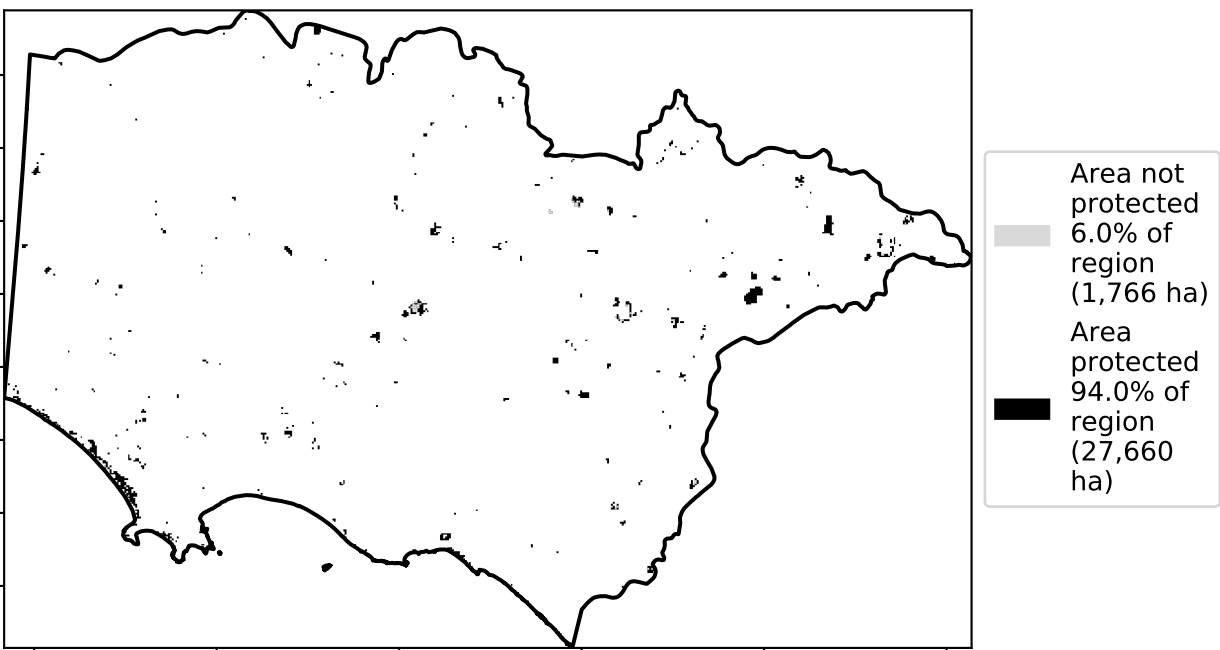 Area not
protected
6.0% of
region
(1,766 ha)
Area
protected
94.0% of
region
(27,660
ha)